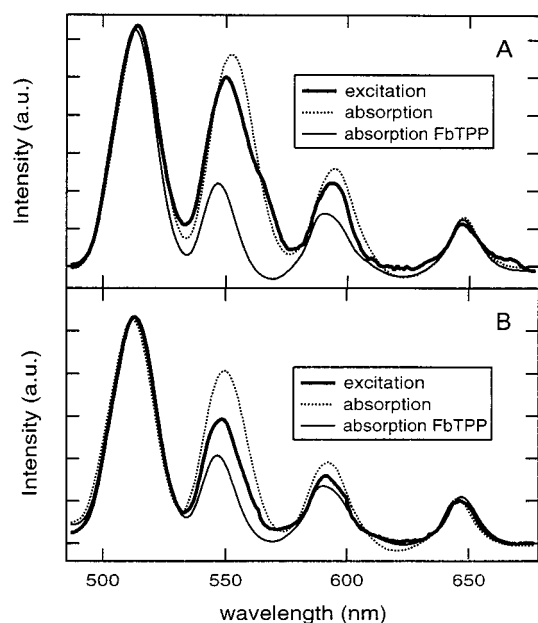 A
excitation
absorption
absorption FbTPP
Intensity (a.u.)
B
excitation
absorption
absorption FbTPP
Intensity (a.u.)
500 550 600 650
wavelength (nm)